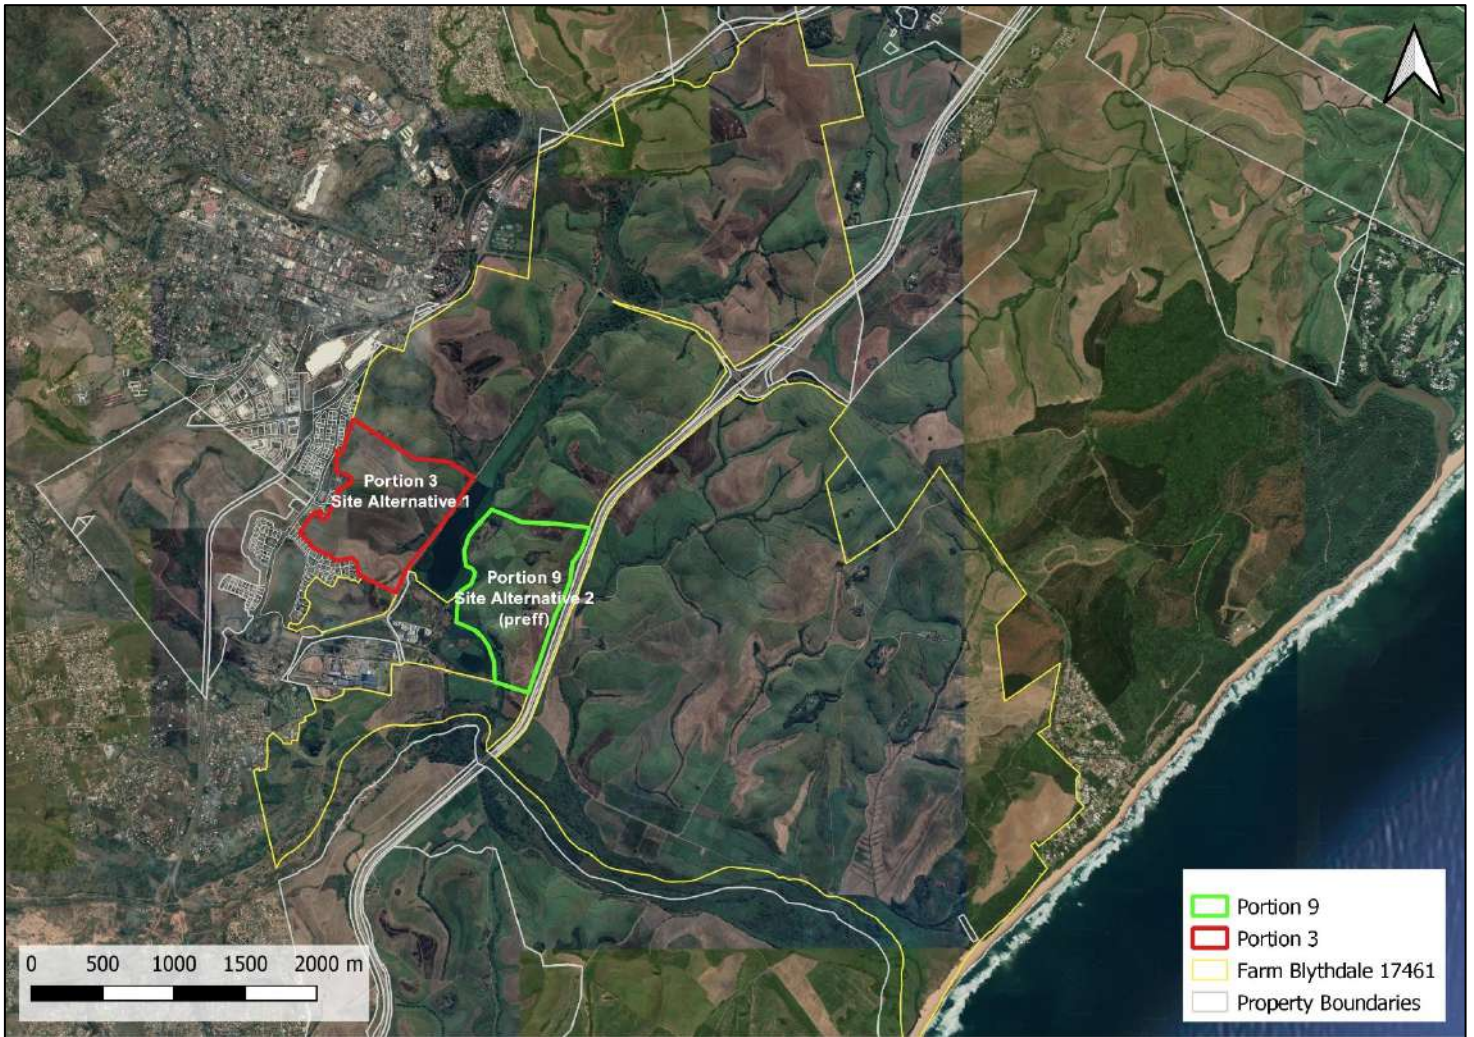 Portion 3
Site Alternative 1
Portion 9
Site Alternative 2
(preff)
Portion 9
Portion 3
Farm Blythdale 17461
Property Boundaries
0 500 1000 1500 2000 m